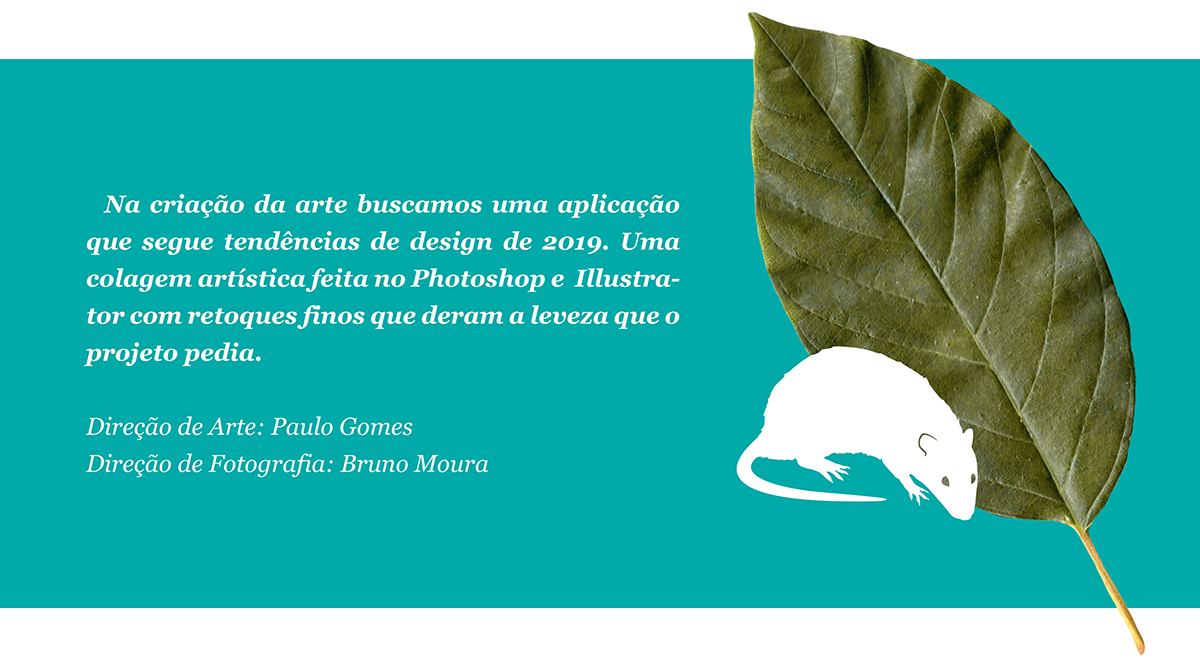 Na criação da arte buscamos uma aplicação
que segue tendências de design de 2019. Uma
colagem artística feita no Photoshop e Illustra-
tor com retoques finos que deram a leveza que o
projeto pedia.
Direção de Arte: Paulo Gomes
Direção de Fotografia: Bruno Moura